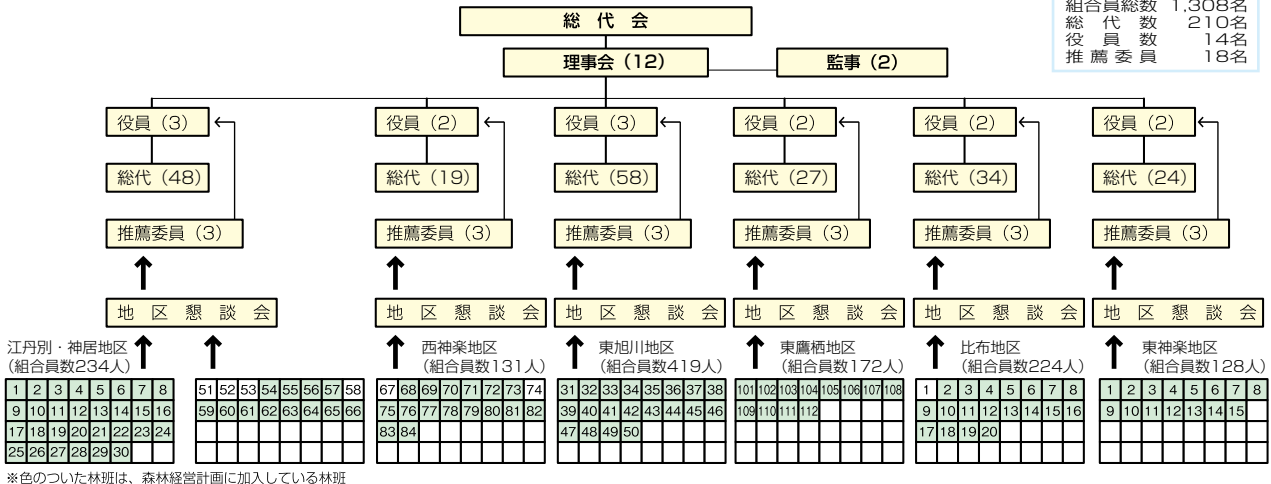 組合員総数 1,308名
総代数 210名
役員数 14名
推薦委員 18名
総代会
理事会（12）
監事（2）
役員（3） 役員（2） 役員（3） 役員（2） 役員（2） 役員（2）
総代（48） 総代（19） 総代（58） 総代（27） 総代（34） 総代（24）
推薦委員（3） 推薦委員（3） 推薦委員（3） 推薦委員（3） 推薦委員（3） 推薦委員（3）
地区懇談会 地区懇談会 地区懇談会 地区懇談会 地区懇談会 地区懇談会
江丹別・神居地区
(組合員数234人)
1 2 3 4 5 6 7 8
9 10 11 12 13 14 15 16
17 18 19 20 21 22 23 24
25 26 27 28 29 30
51 52 53 54 55 56 57 58
59 60 61 62 63 64 65 66
西神楽地区
(組合員数131人)
67 68 69 70 71 72 73 74
75 76 77 78 79 80 81 82
83 84
東旭川地区
(組合員数419人)
31 32 33 34 35 36 37 38
39 40 41 42 43 44 45 46
47 48 49 50
東鷹栖地区
(組合員数172人)
101 102 103 104 105 106 107 108
109 110 111 112
比布地区
(組合員数224人)
1 2 3 4 5 6 7 8
9 10 11 12 13 14 15 16
17 18 19 20
東神楽地区
(組合員数128人)
1 2 3 4 5 6 7 8
9 10 11 12 13 14 15
※色のついた林班は、森林経営計画に加入している林班